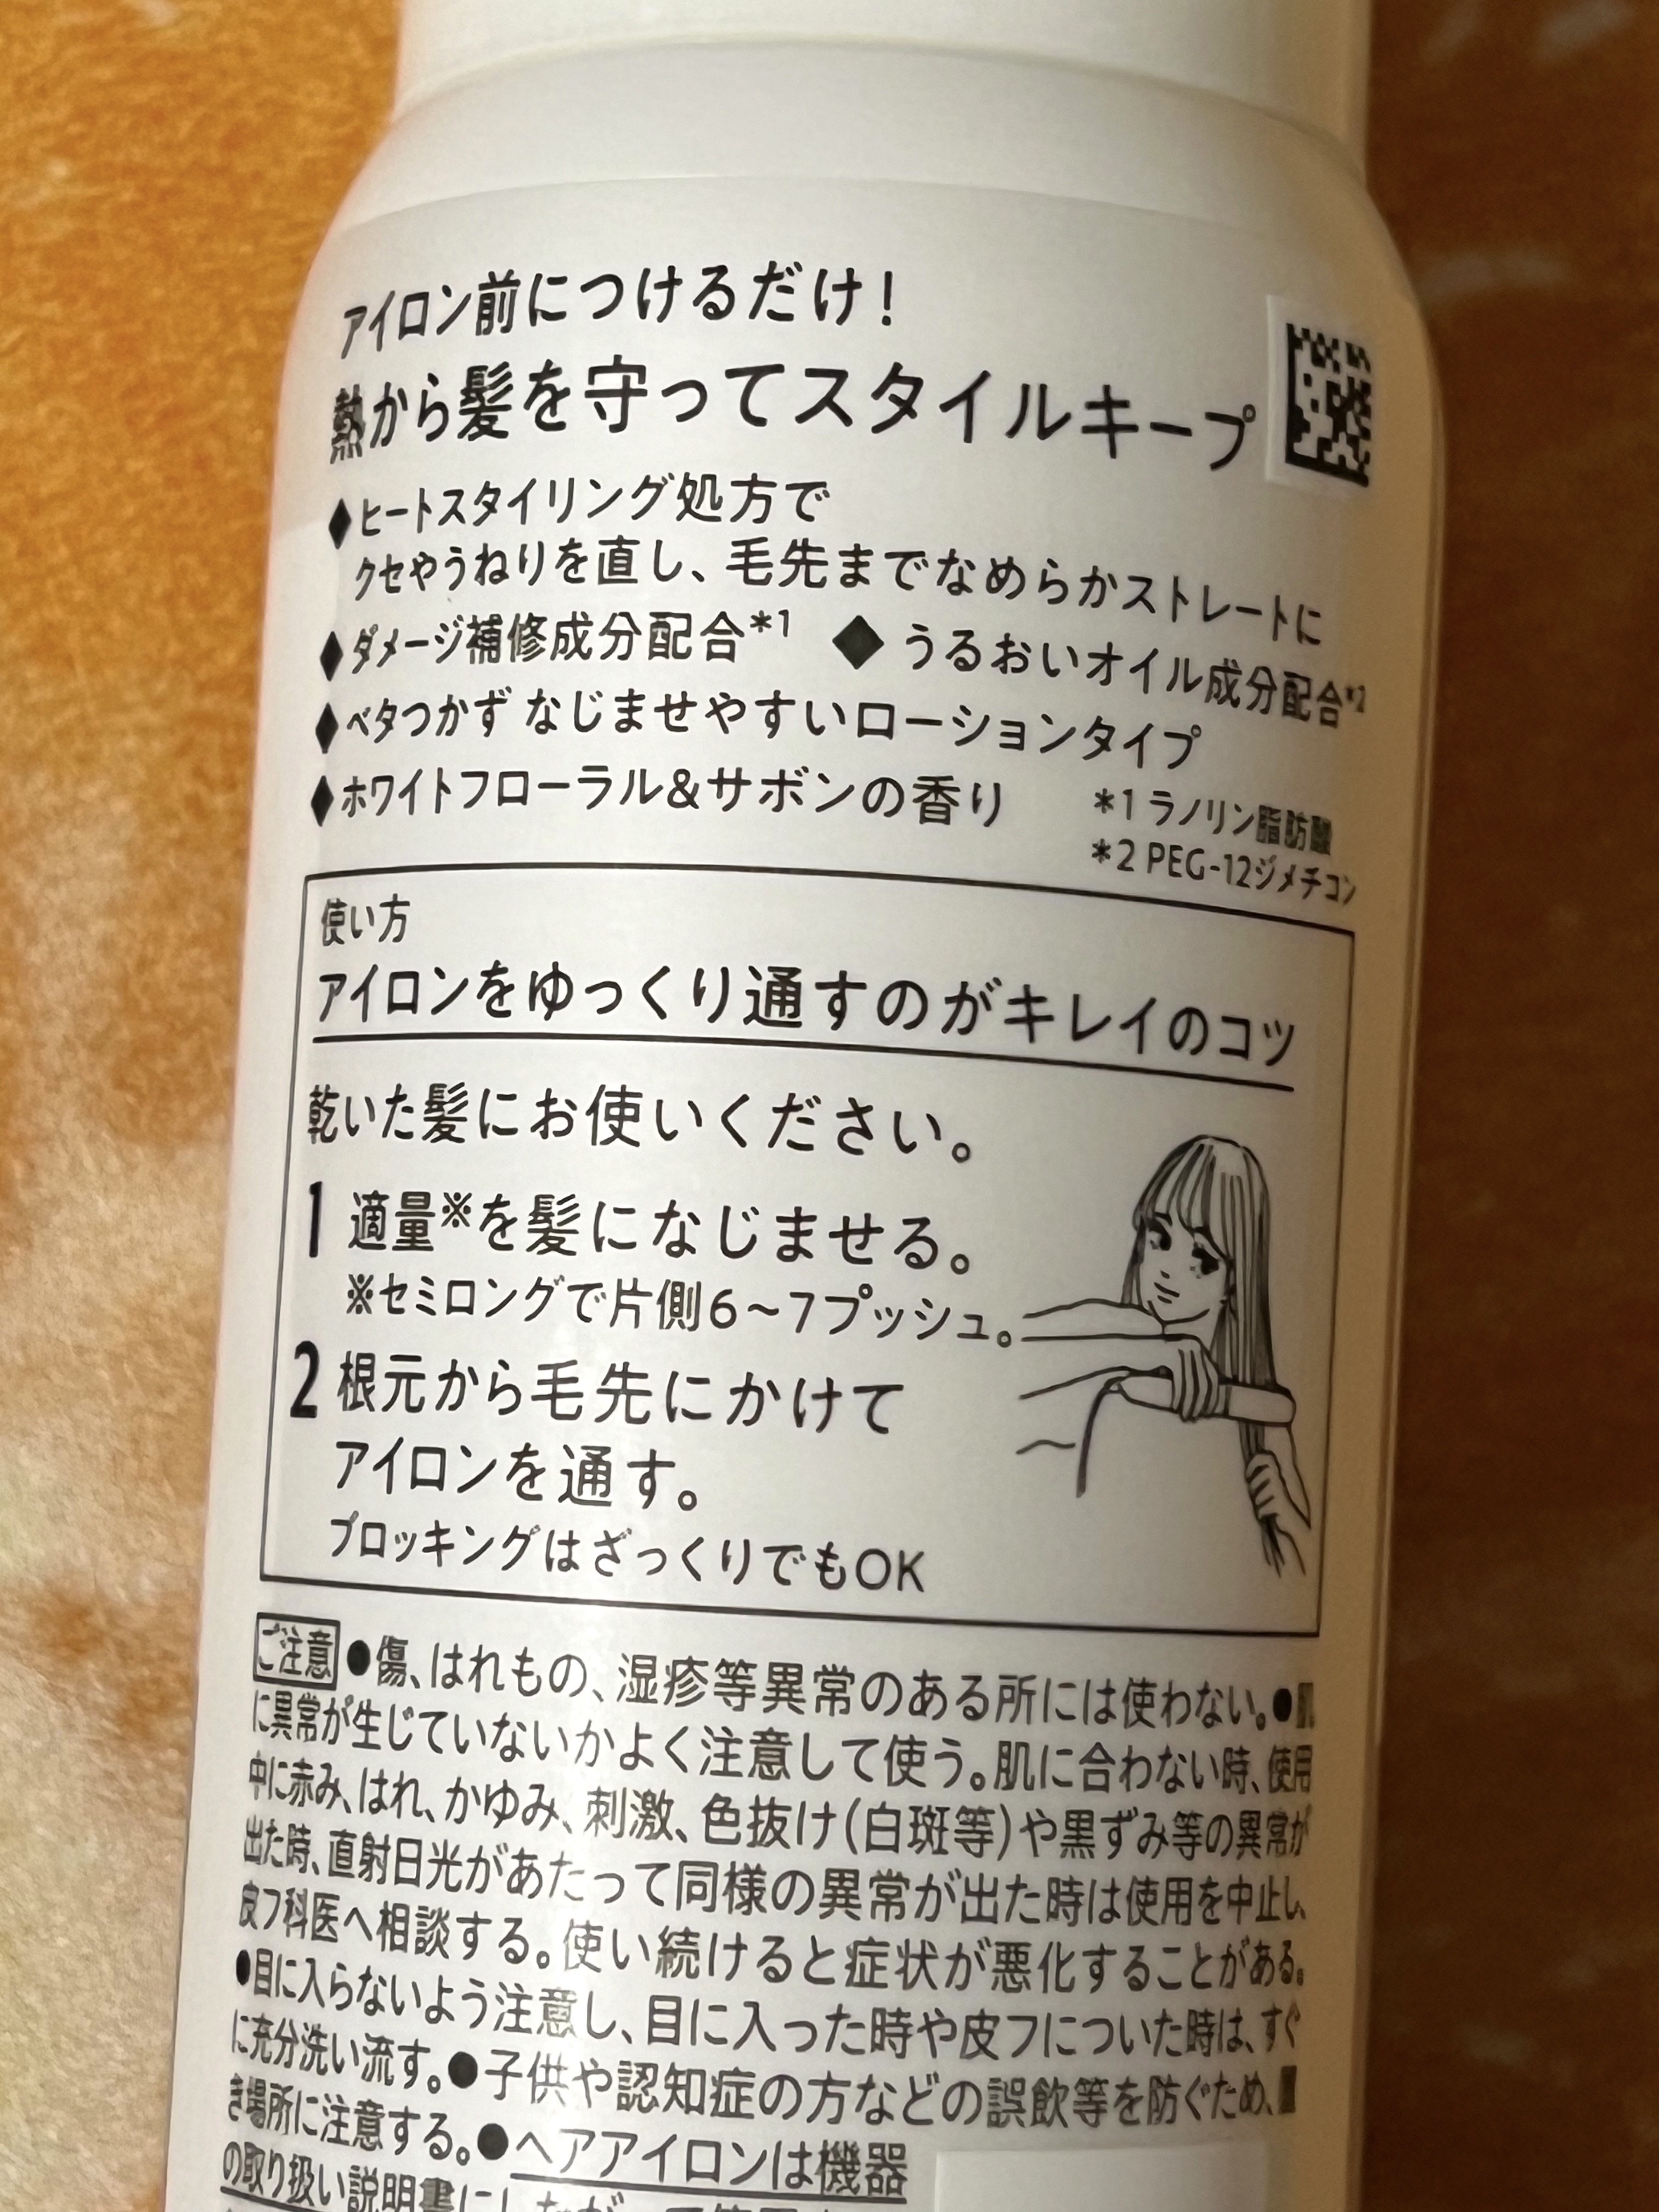 アイロン前につけるだけ!
熱から髪を守ってスタイルキープ
◆ヒートスタイリング処方で
クセやうねりを直し、毛先までなめらかストレートに
◆ダメージ補修成分配合*1 ◆うるおいオイル成分配合*2
◆ベタつかず なじませやすいローションタイプ
◆ホワイトフローラル&サボンの香り
*1 ラノリン脂肪酸
*2 PEG-12ジメチコン
使い方
アイロンをゆっくり通すのがキレイのコツ
乾いた髪にお使いください。
1 適量※を髪になじませる。
※セミロングで片側6~7プッシュ。
2 根元から毛先にかけて
アイロンを通す。
ブロッキングはざっくりでもOK
ご注意 ●傷、はれもの、湿疹等異常のある所には使わない。●
に異常が生じていないかよく注意して使う。肌に合わない時、使用
中に赤み、はれ、かゆみ、刺激、色抜け(白斑等)や黒ずみ等の異常が
出た時、直射日光があたって同様の異常が出た時は使用を中止し、
皮フ科医へ相談する。使い続けると症状が悪化することがある。
●目に入らないよう注意し、目に入った時や皮フについた時は、すぐ
に充分洗い流す。●子供や認知症の方などの誤飲等を防ぐため、
き場所に注意する。●ヘアアイロンは機器
の取り扱い説明書にしたがって